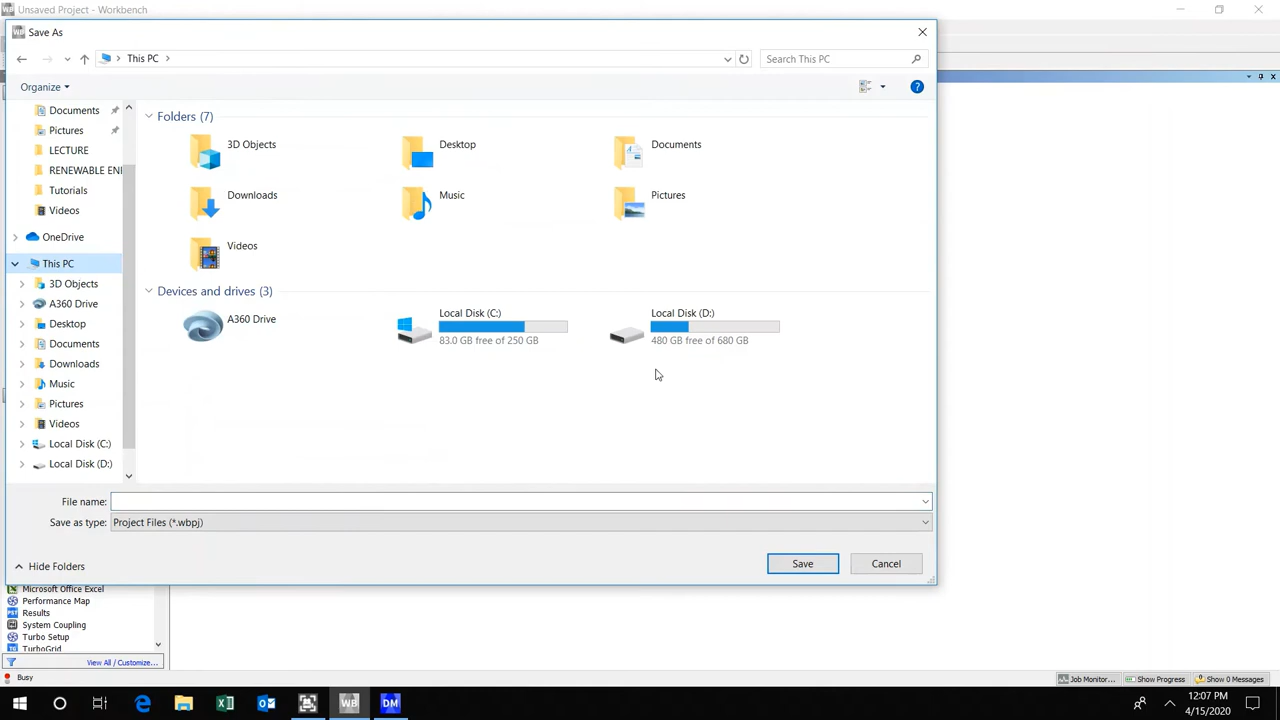 Unsaved Project - Workbench
Save As
This PC
Search This PC
Organize
Documents
Pictures
LECTURE
RENEWABLE EN
Tutorials
Videos
OneDrive
This PC
3D Objects
A360 Drive
Desktop
Documents
Downloads
Music
Pictures
Videos
Local Disk (C:)
Local Disk (D:)
Folders (7)
3D Objects
Desktop
Documents
Downloads
Music
Pictures
Videos
Devices and drives (3)
A360 Drive
Local Disk (C:)
83.0 GB free of 250 GB
Local Disk (D:)
480 GB free of 680 GB
File name:
Save as type: Project Files (*.wbpj)
Hide Folders
Save
Cancel
Microsoft Office Excel
Performance Map
Results
System Coupling
Turbo Setup
TurboGrid
View All / Customize...
Busy
Job Monitor...
Show Progress
Show 0 Messages
12:07 PM
4/15/2020